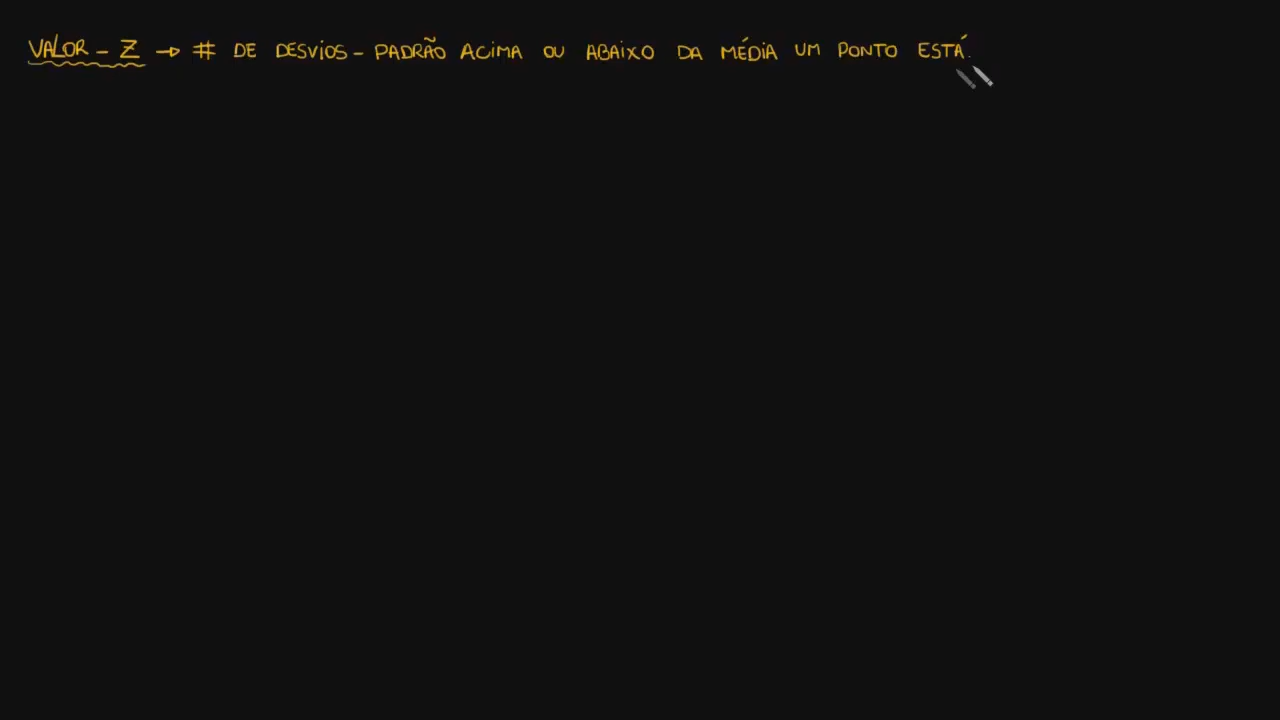 VALOR - Z → # DE DESVIOS - PADRÃO ACIMA OU ABAIXO DA MÉDIA UM PONTO ESTÁ.